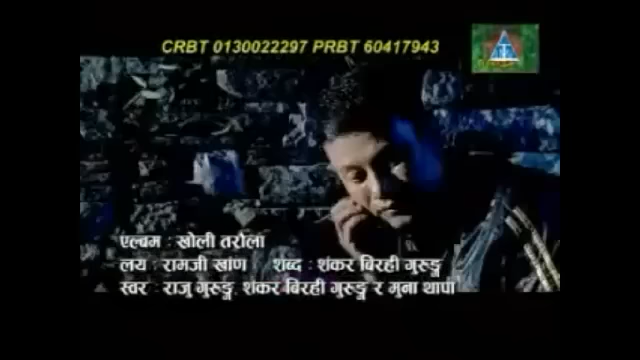 CRBT 0130022297 PRBT 60417943
एल्बम : खोली तरौला
लय : रामजी खाँण शब्द : शंकर बिरही गुरुङ्ग
स्वर : राजु गुरुङ्ग, शंकर बिरही गुरुङ्ग र मुना थापा